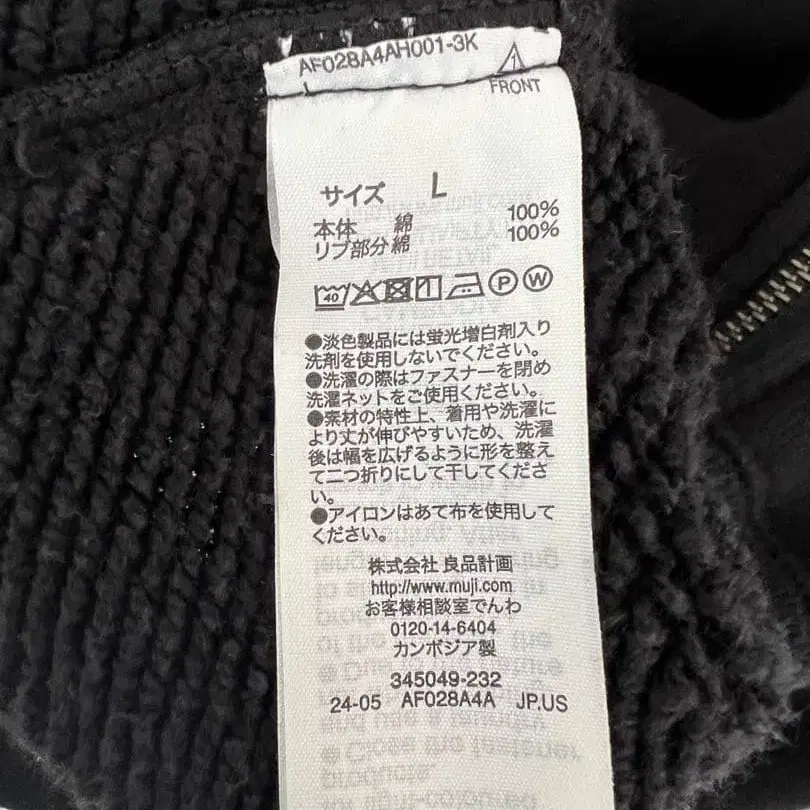 AF028A4AH001-3K
L
1
FRONT
サイズ L
本体 綿 100%
リブ部分 綿 100%
40
P W
●淡色製品には蛍光増白剤入り
洗剤を使用しないでください。
●洗濯の際はファスナーを閉め
洗濯ネットをご使用ください。
●素材の特性上、着用や洗濯に
より丈が伸びやすいため、洗濯
後は幅を広げるように形を整え
て二つ折りにして干してくださ
い。
●アイロンはあて布を使用して
ください。
株式会社 良品計画
http://www.muji.com
お客様相談室でんわ
0120-14-6404
カンボジア製
345049-232
24-05 AF028A4A JP.US